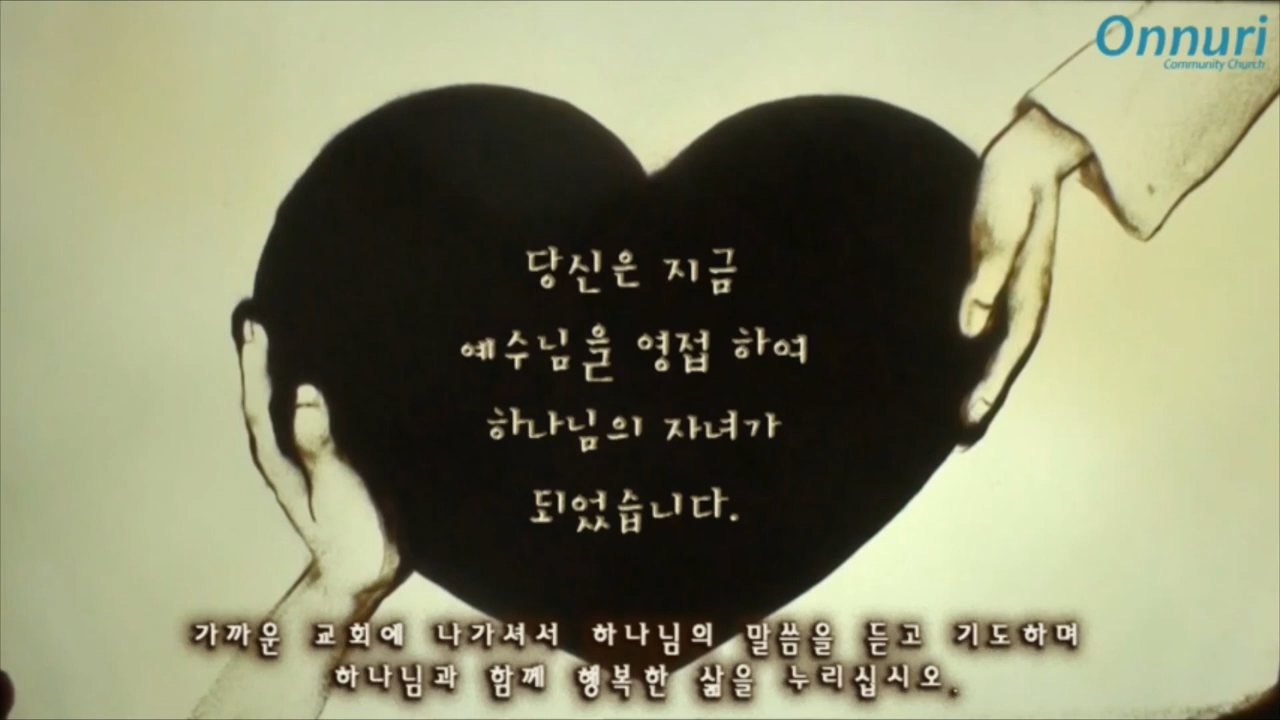 Onnuri
Community Church
당신은 지금
예수님을 영접 하여
하나님의 자녀가
되었습니다.
가까운 교회에 나가셔서 하나님의 말씀을 듣고 기도하며
하나님과 함께 행복한 삶을 누리십시오.